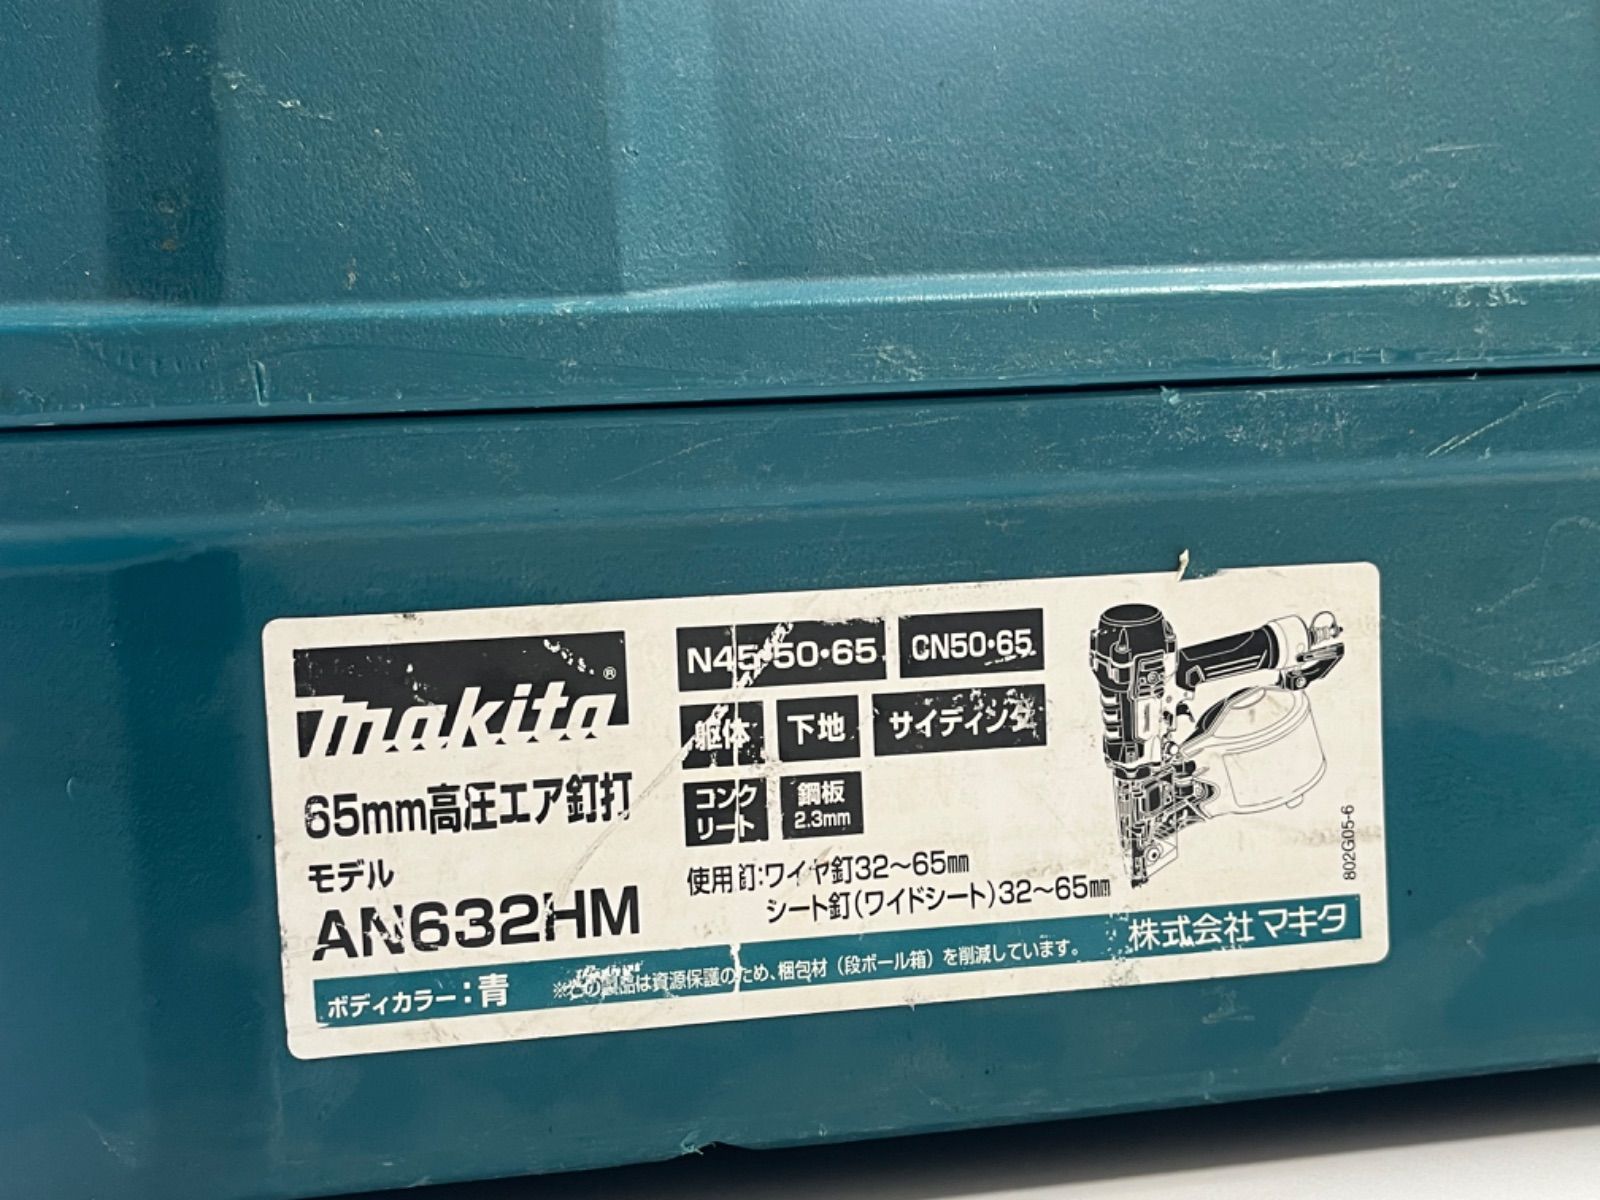 makita®
65mm高圧エア釘打
モデル
AN632HM
N45・50・65
CN50・65
躯体
下地
サイディング
コンク
リート
鋼板
2.3mm
使用釘:ワイヤ釘32～65mm
シート釘(ワイドシート)32～65mm
802G05-6
株式会社マキタ
ボディカラー:青
※この製品は資源保護のため、梱包材(段ボール箱)を削減しています。